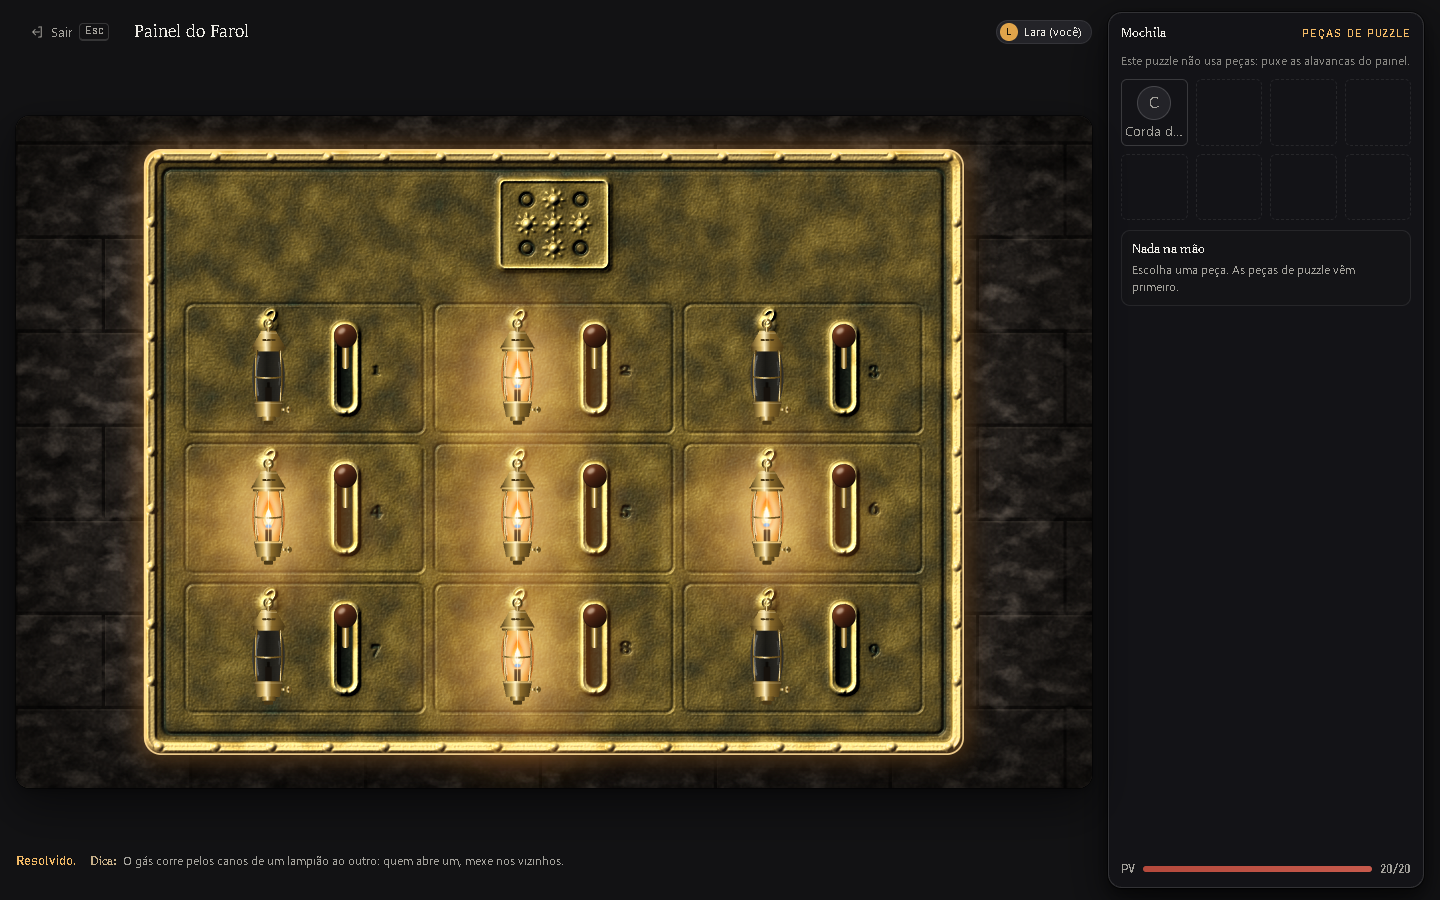 Sair Esc Painel do Farol
L Lara (você)
Mochila PEÇAS DE PUZZLE
Este puzzle não usa peças: puxe as alavancas do painel.
C
Corda d...
Nada na mão
Escolha uma peça. As peças de puzzle vêm
primeiro.
1 2 3
4 5 6
7 8 9
Resolvido. Dica: O gás corre pelos canos de um lampião ao outro: quem abre um, mexe nos vizinhos.
PV 20/20